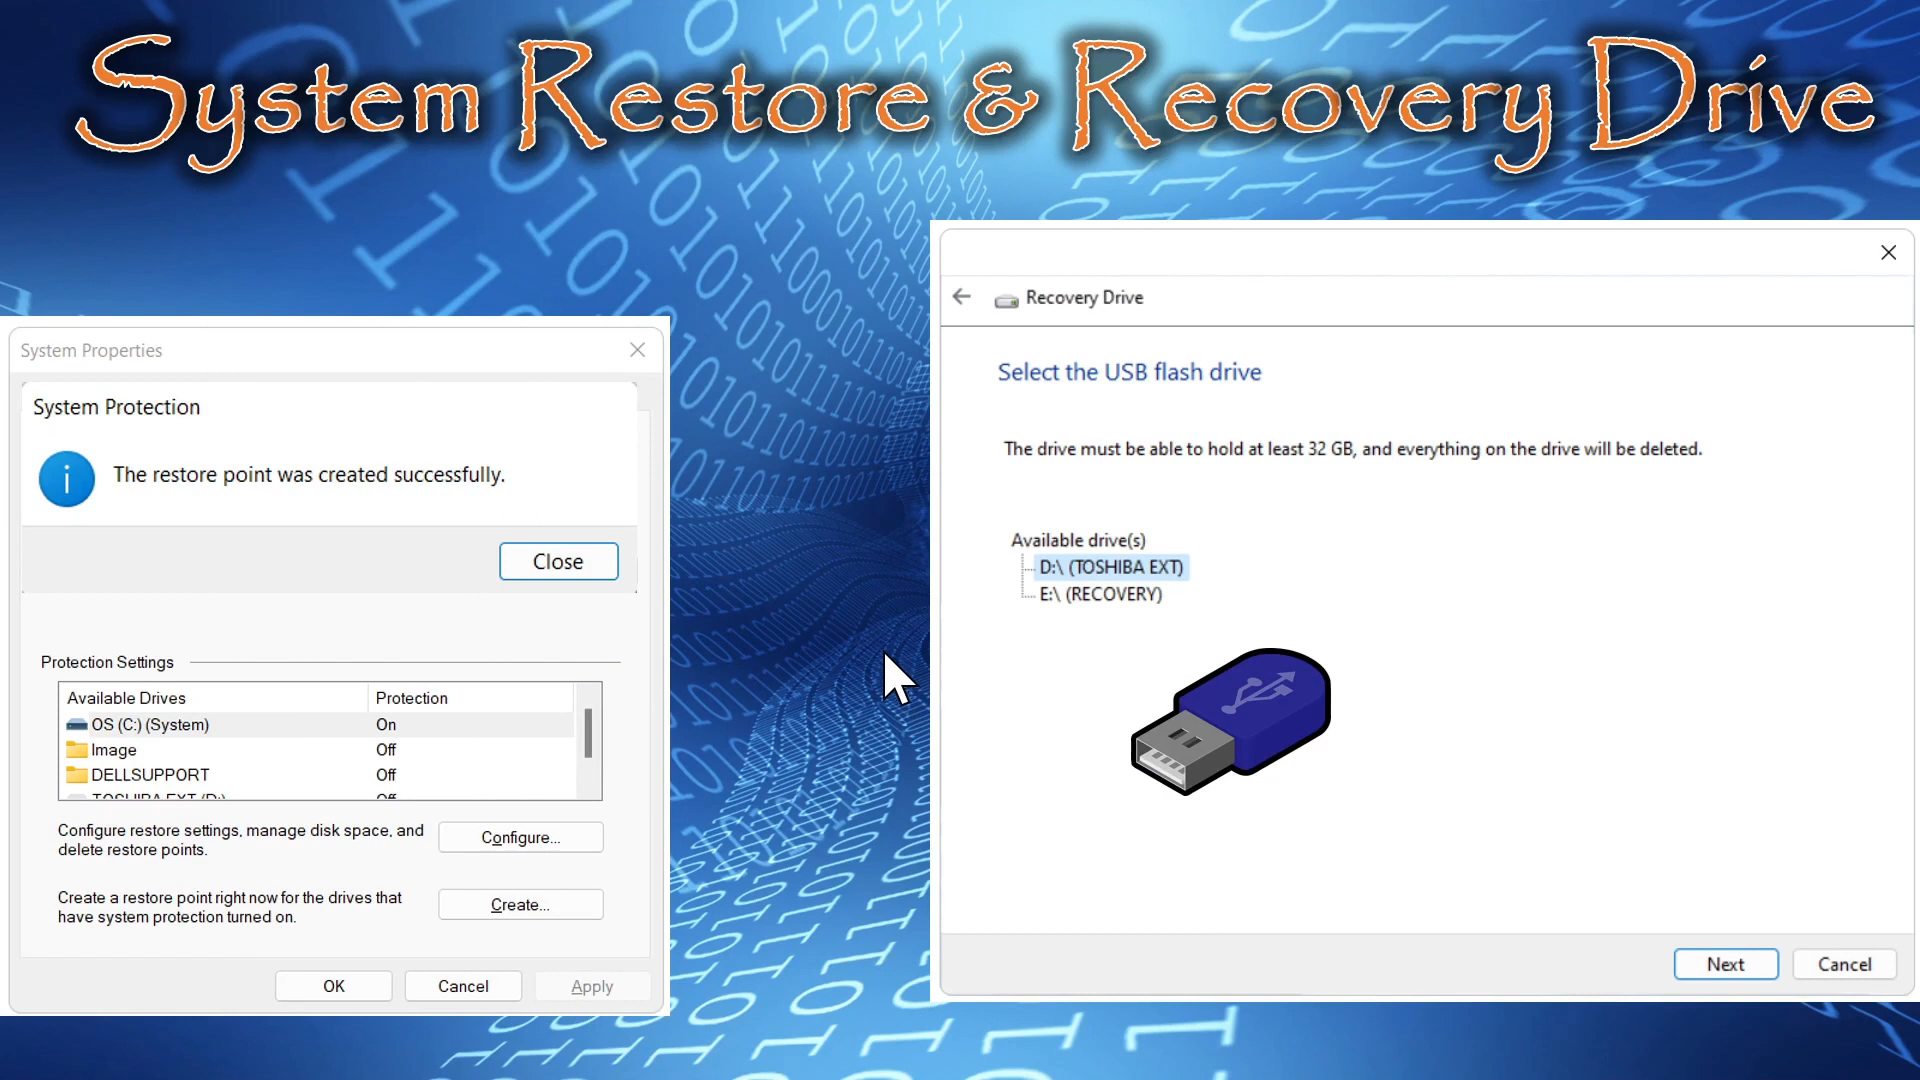 System Restore & Recovery Drive
System Properties
System Protection
The restore point was created successfully.
Close
Protection Settings
Available Drives Protection
OS (C:) (System) On
Image Off
DELLSUPPORT Off
TOSHIBA EXT (D:) Off
Configure restore settings, manage disk space, and
delete restore points.
Configure...
Create a restore point right now for the drives that
have system protection turned on.
Create...
OK Cancel Apply
Recovery Drive
Select the USB flash drive
The drive must be able to hold at least 32 GB, and everything on the drive will be deleted.
Available drive(s)
D:\ (TOSHIBA EXT)
E:\ (RECOVERY)
Next Cancel